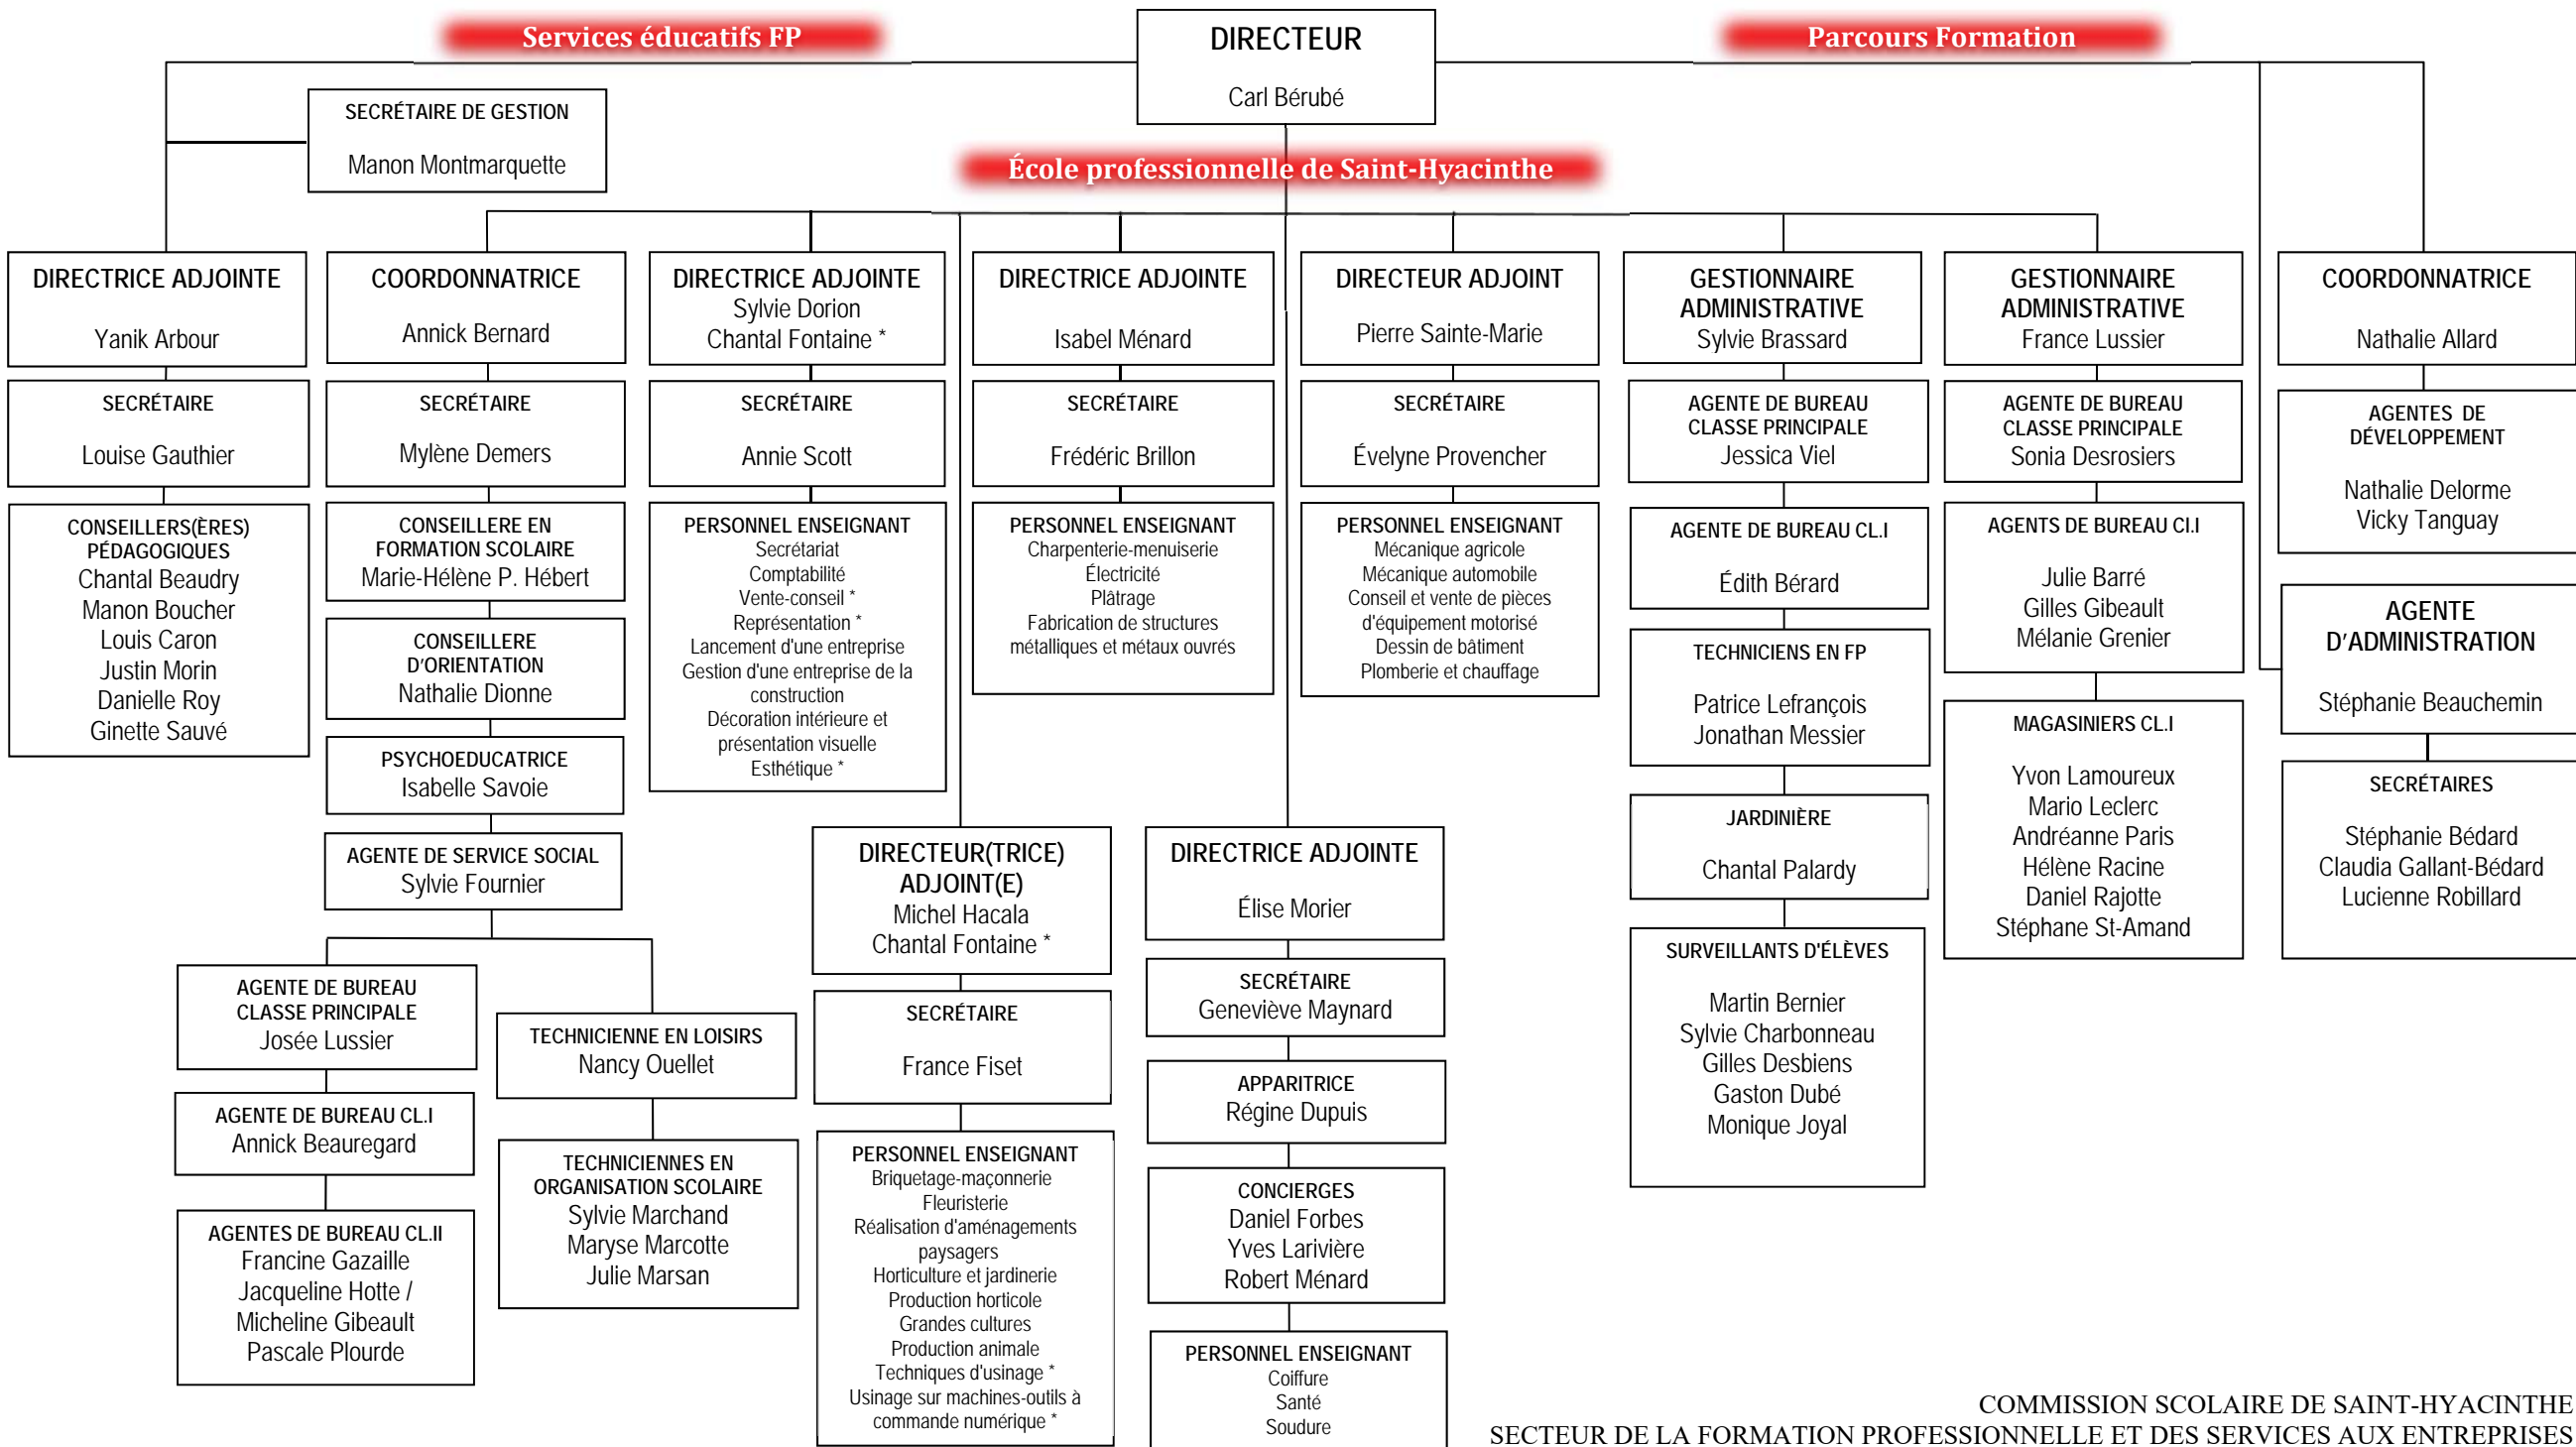 Services éducatifs FP
DIRECTEUR
Carl Bérubé
Parcours Formation
SECRÉTAIRE DE GESTION
Manon Montmarquette
École professionnelle de Saint-Hyacinthe
DIRECTRICE ADJOINTE
Yanik Arbour
SECRÉTAIRE
Louise Gauthier
CONSEILLERS(ÈRES)
PÉDAGOGIQUES
Chantal Beaudry
Manon Boucher
Louis Caron
Justin Morin
Danielle Roy
Ginette Sauvé
COORDONNATRICE
Annick Bernard
SECRÉTAIRE
Mylène Demers
CONSEILLERE EN
FORMATION SCOLAIRE
Marie-Hélène P. Hébert
CONSEILLERE
D'ORIENTATION
Nathalie Dionne
PSYCHOEDUCATRICE
Isabelle Savoie
AGENTE DE SERVICE SOCIAL
Sylvie Fournier
AGENTE DE BUREAU
CLASSE PRINCIPALE
Josée Lussier
AGENTE DE BUREAU CL.I
Annick Beauregard
AGENTES DE BUREAU CL.II
Francine Gazaille
Jacqueline Hotte /
Micheline Gibeault
Pascale Plourde
TECHNICIENNE EN LOISIRS
Nancy Ouellet
TECHNICIENNES EN
ORGANISATION SCOLAIRE
Sylvie Marchand
Maryse Marcotte
Julie Marsan
DIRECTRICE ADJOINTE
Sylvie Dorion
Chantal Fontaine *
SECRÉTAIRE
Annie Scott
PERSONNEL ENSEIGNANT
Secrétariat
Comptabilité
Vente-conseil *
Représentation *
Lancement d'une entreprise
Gestion d'une entreprise de la
construction
Décoration intérieure et
présentation visuelle
Esthétique *
DIRECTEUR(TRICE)
ADJOINT(E)
Michel Hacala
Chantal Fontaine *
SECRÉTAIRE
France Fiset
PERSONNEL ENSEIGNANT
Briquetage-maçonnerie
Fleuristerie
Réalisation d'aménagements
paysagers
Horticulture et jardinerie
Production horticole
Grandes cultures
Production animale
Techniques d'usinage *
Usinage sur machines-outils à
commande numérique *
DIRECTRICE ADJOINTE
Isabel Ménard
SECRÉTAIRE
Frédéric Brillon
PERSONNEL ENSEIGNANT
Charpenterie-menuiserie
Électricité
Plâtrage
Fabrication de structures
métalliques et métaux ouvrés
DIRECTRICE ADJOINTE
Élise Morier
SECRÉTAIRE
Geneviève Maynard
APPARITRICE
Régine Dupuis
CONCIERGES
Daniel Forbes
Yves Larivière
Robert Ménard
PERSONNEL ENSEIGNANT
Coiffure
Santé
Soudure
DIRECTEUR ADJOINT
Pierre Sainte-Marie
SECRÉTAIRE
Évelyne Provencher
PERSONNEL ENSEIGNANT
Mécanique agricole
Mécanique automobile
Conseil et vente de pièces
d'équipement motorisé
Dessin de bâtiment
Plomberie et chauffage
GESTIONNAIRE
ADMINISTRATIVE
Sylvie Brassard
AGENTE DE BUREAU
CLASSE PRINCIPALE
Jessica Viel
AGENTE DE BUREAU CL.I
Édith Bérard
TECHNICIENS EN FP
Patrice Lefrançois
Jonathan Messier
JARDINIÈRE
Chantal Palardy
SURVEILLANTS D'ÉLÈVES
Martin Bernier
Sylvie Charbonneau
Gilles Desbiens
Gaston Dubé
Monique Joyal
GESTIONNAIRE
ADMINISTRATIVE
France Lussier
AGENTE DE BUREAU
CLASSE PRINCIPALE
Sonia Desrosiers
AGENTS DE BUREAU Cl.I
Julie Barré
Gilles Gibeault
Mélanie Grenier
MAGASINIERS CL.I
Yvon Lamoureux
Mario Leclerc
Andréanne Paris
Hélène Racine
Daniel Rajotte
Stéphane St-Amand
COORDONNATRICE
Nathalie Allard
AGENTES DE
DÉVELOPPEMENT
Nathalie Delorme
Vicky Tanguay
AGENTE
D'ADMINISTRATION
Stéphanie Beauchemin
SECRÉTAIRES
Stéphanie Bédard
Claudia Gallant-Bédard
Lucienne Robillard
COMMISSION SCOLAIRE DE SAINT-HYACINTHE
SECTEUR DE LA FORMATION PROFESSIONNELLE ET DES SERVICES AUX ENTREPRISES